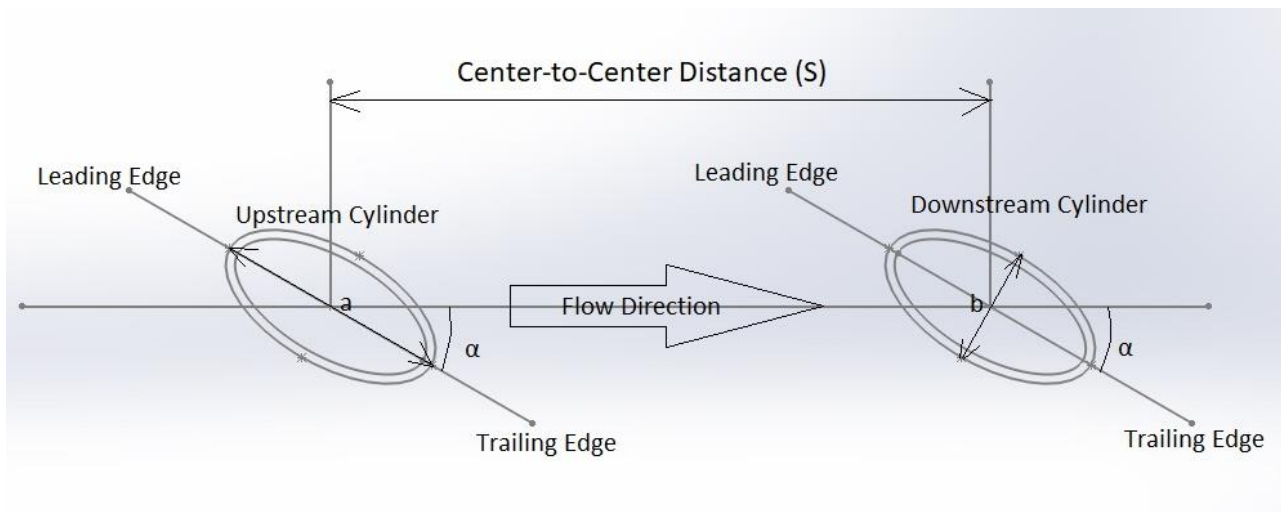 Center-to-Center Distance (S)
Leading Edge
Upstream Cylinder
Leading Edge
Downstream Cylinder
a
Flow Direction
b
α
α
Trailing Edge
Trailing Edge